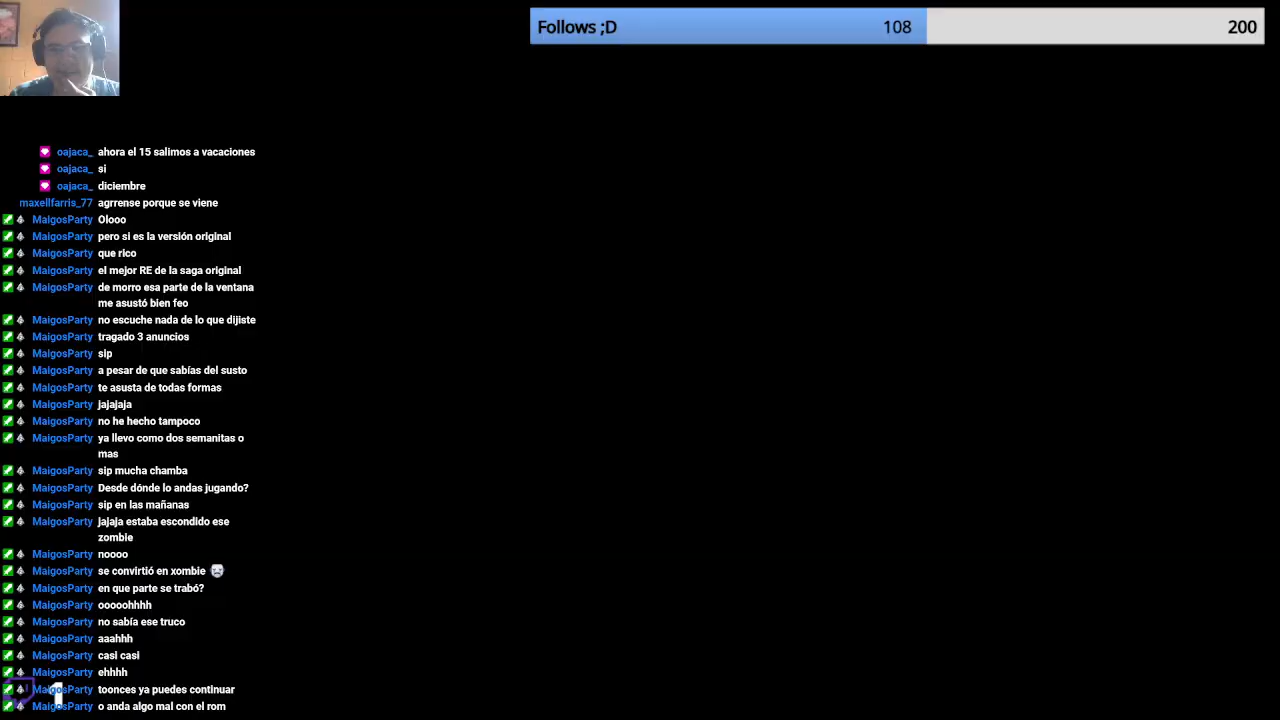 Follows ;D 108 200
oajaca_ ahora el 15 salimos a vacaciones
oajaca_ si
oajaca_ diciembre
maxellfarris_77 agrrense porque se viene
MaigosParty Olooo
MaigosParty pero si es la versión original
MaigosParty que rico
MaigosParty el mejor RE de la saga original
MaigosParty de morro esa parte de la ventana
me asustó bien feo
MaigosParty no escuche nada de lo que dijiste
MaigosParty tragado 3 anuncios
MaigosParty sip
MaigosParty a pesar de que sabías del susto
MaigosParty te asusta de todas formas
MaigosParty jajajaja
MaigosParty no he hecho tampoco
MaigosParty ya llevo como dos semanitas o
mas
MaigosParty sip mucha chamba
MaigosParty Desde dónde lo andas jugando?
MaigosParty sip en las mañanas
MaigosParty jajaja estaba escondido ese
zombie
MaigosParty noooo
MaigosParty se convirtió en xombie
MaigosParty en que parte se trabó?
MaigosParty ooooohhhh
MaigosParty no sabía ese truco
MaigosParty aaahhh
MaigosParty casi casi
MaigosParty ehhhh
MaigosParty toonces ya puedes continuar
1
MaigosParty o anda algo mal con el rom